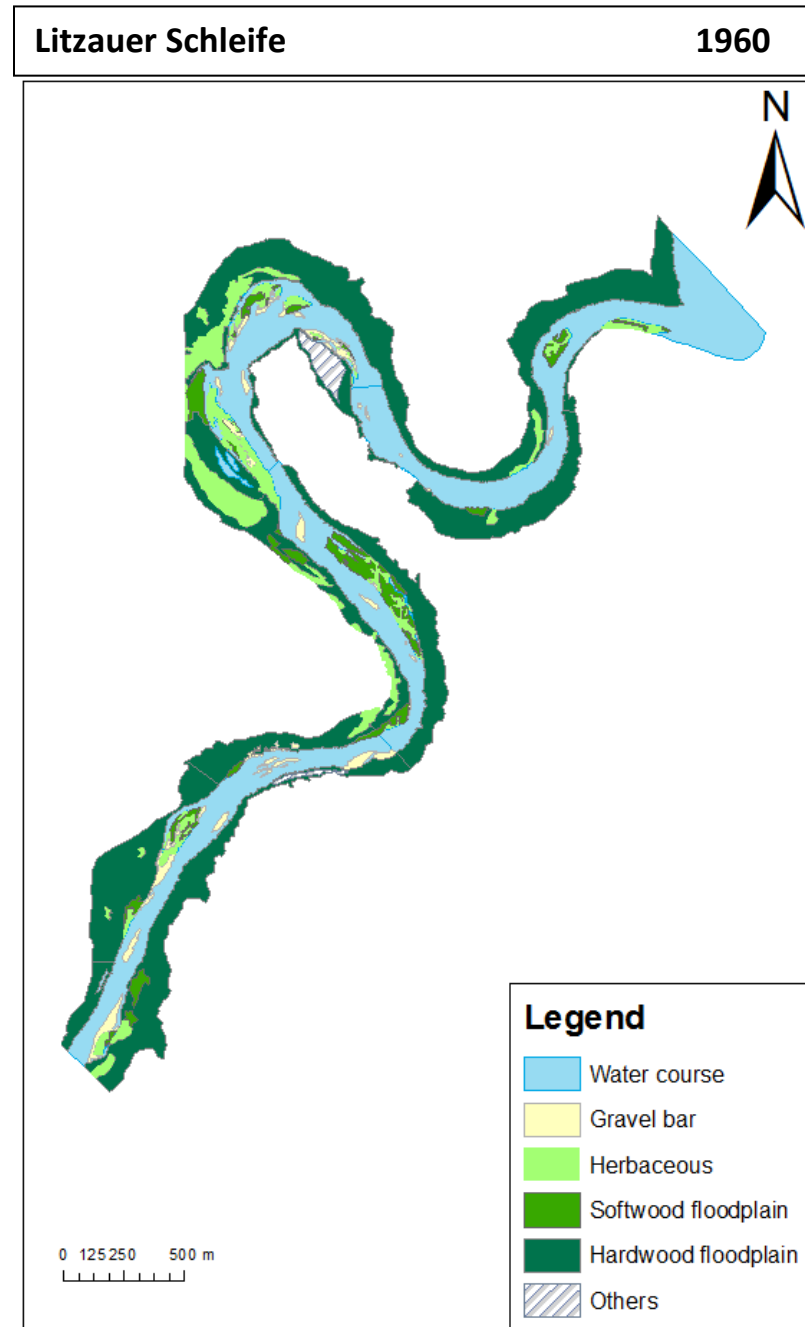 Litzauer Schleife 1960
N
Legend
Water course
Gravel bar
Herbaceous
Softwood floodplain
Hardwood floodplain
Others
0 125 250 500 m